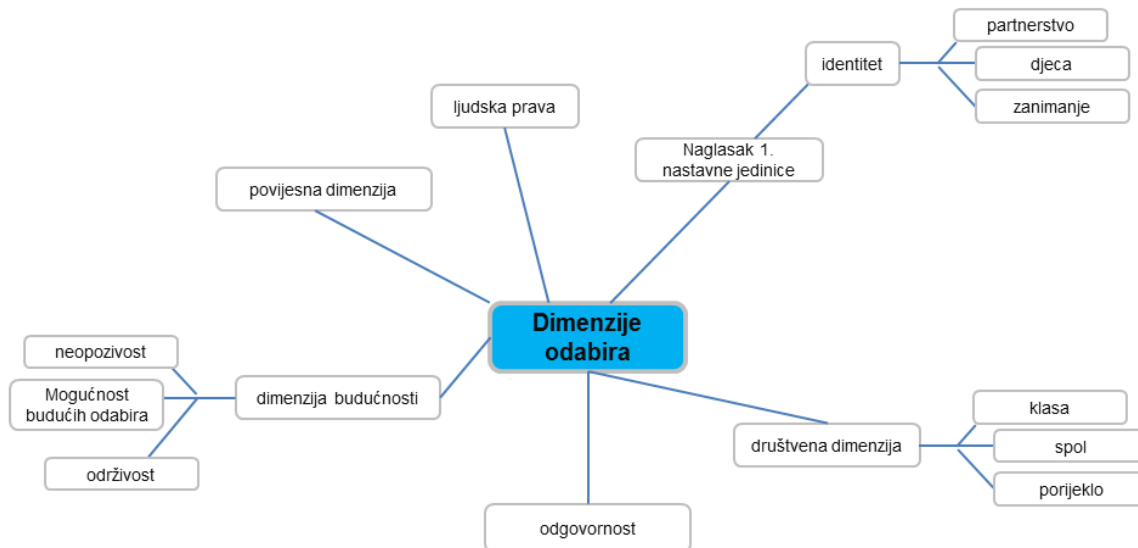 partnerstvo
identitet
djeca
ljudska prava
zanimanje
Naglasak 1.
nastavne jedinice
povijesna dimenzija
Dimenzije
odabira
neopozivost
Mogućnost
budućih odabira
dimenzija budućnosti
održivost
klasa
društvena dimenzija
spol
porijeklo
odgovornost